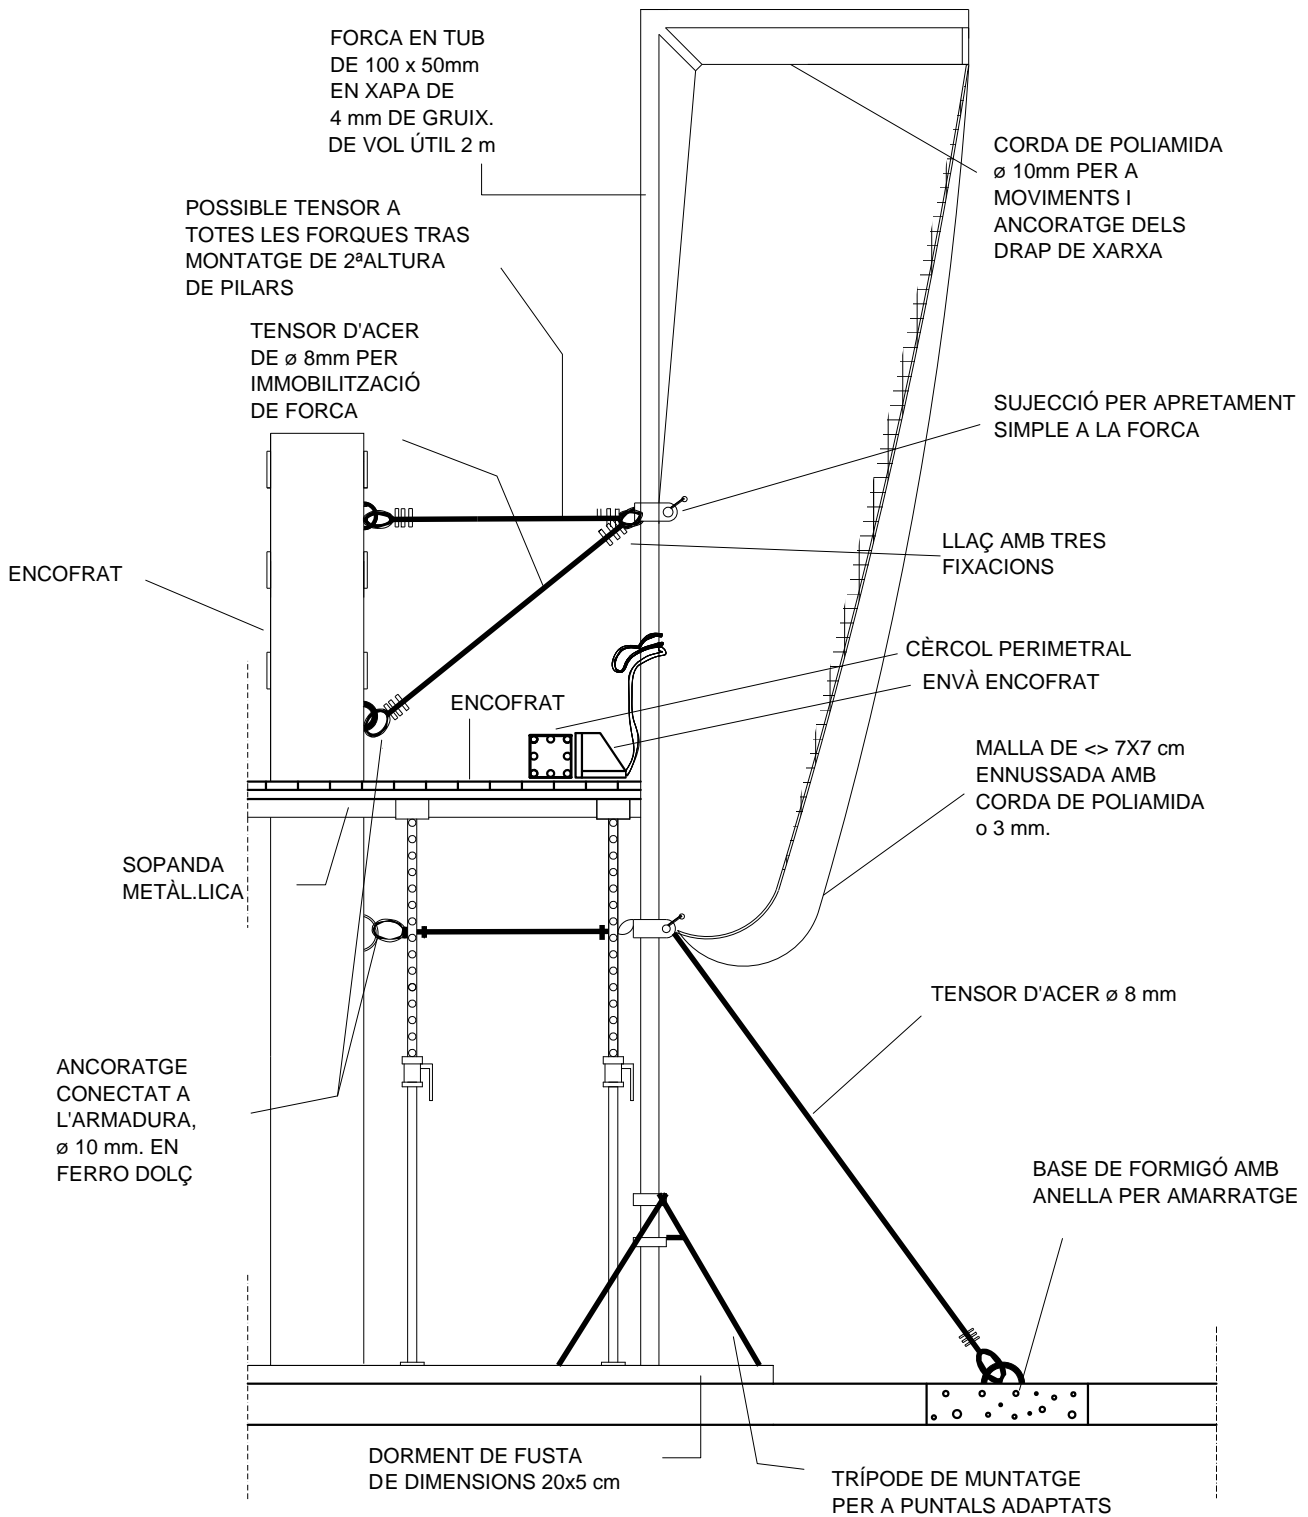 FORCA EN TUB
DE 100 x 50mm
EN XAPA DE
4 mm DE GRUIX.
DE VOL ÚTIL 2 m
CORDA DE POLIAMIDA
ø 10mm PER A
MOVIMENTS I
ANCORATGE DELS
DRAP DE XARXA
POSSIBLE TENSOR A
TOTES LES FORQUES TRAS
MONTATGE DE 2ªALTURA
DE PILARS
TENSOR D'ACER
DE ø 8mm PER
IMMOBILITZACIÓ
DE FORCA
SUJECCIÓ PER APRETAMENT
SIMPLE A LA FORCA
LLAÇ AMB TRES
FIXACIONS
ENCOFRAT
CÈRCOL PERIMETRAL
ENVÀ ENCOFRAT
ENCOFRAT
MALLA DE <> 7X7 cm
ENNUSSADA AMB
CORDA DE POLIAMIDA
o 3 mm.
SOPANDA
METÀL.LICA
TENSOR D'ACER ø 8 mm
ANCORATGE
CONECTAT A
L'ARMADURA,
ø 10 mm. EN
FERRO DOLÇ
BASE DE FORMIGÓ AMB
ANELLA PER AMARRATGE
DORMENT DE FUSTA
DE DIMENSIONS 20x5 cm
TRÍPODE DE MUNTATGE
PER A PUNTALS ADAPTATS